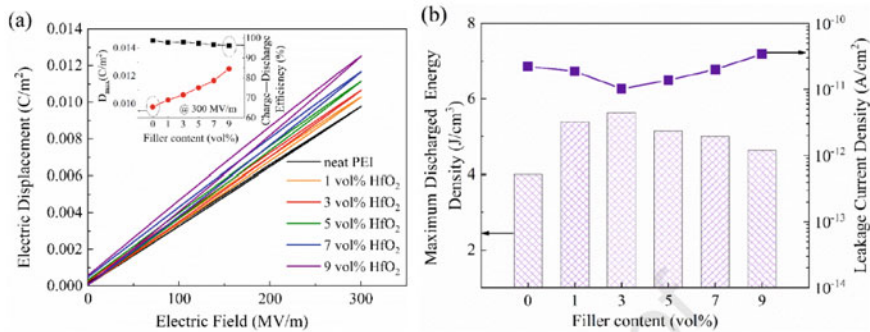 (a)
0.014
0.012
0.010
0.008
0.006
0.004
0.002
0.000
Electric Displacement (C/m²)
0 100 200 300
Electric Field (MV/m)
0.014
0.012
0.010
Dmax(C/m²)
100
90
80
70
60
Charge—Discharge
Efficiency (%)
@ 300 MV/m
0 1 3 5 7 9
Filler content (vol%)
neat PEI
1 vol% HfO₂
3 vol% HfO₂
5 vol% HfO₂
7 vol% HfO₂
9 vol% HfO₂
(b)
Maximum Discharged Energy
Density (J/cm³)
8
6
4
2
10⁻¹⁰
10⁻¹¹
10⁻¹²
10⁻¹³
10⁻¹⁴
Leakage Current Density (A/cm²)
0 1 3 5 7 9
Filler content (vol%)